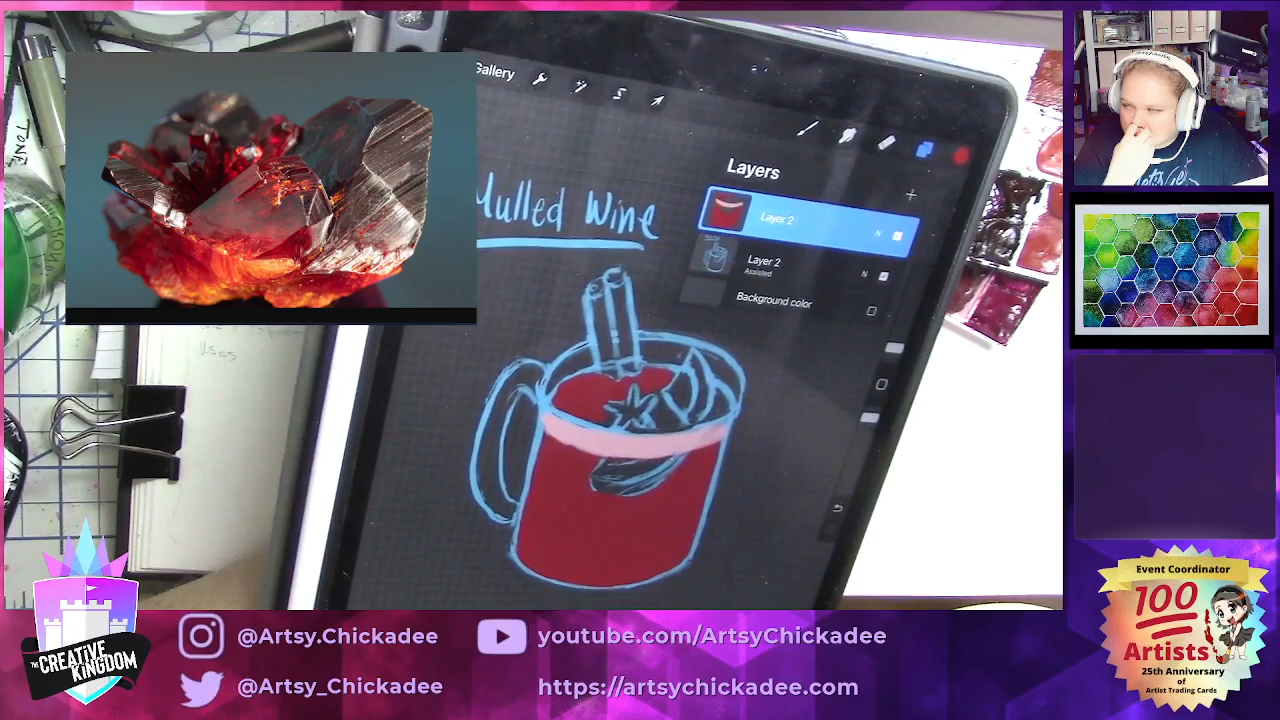 Gallery
Layers
Mulled Wine
Layer 2
N
Layer 2
Assisted
N
Background color
Event Coordinator
100
Artists
25th Anniversary
of
Artist Trading Cards
THE CREATIVE
KINGDOM
@Artsy.Chickadee
youtube.com/ArtsyChickadee
@Artsy_Chickadee
https://artsychickadee.com